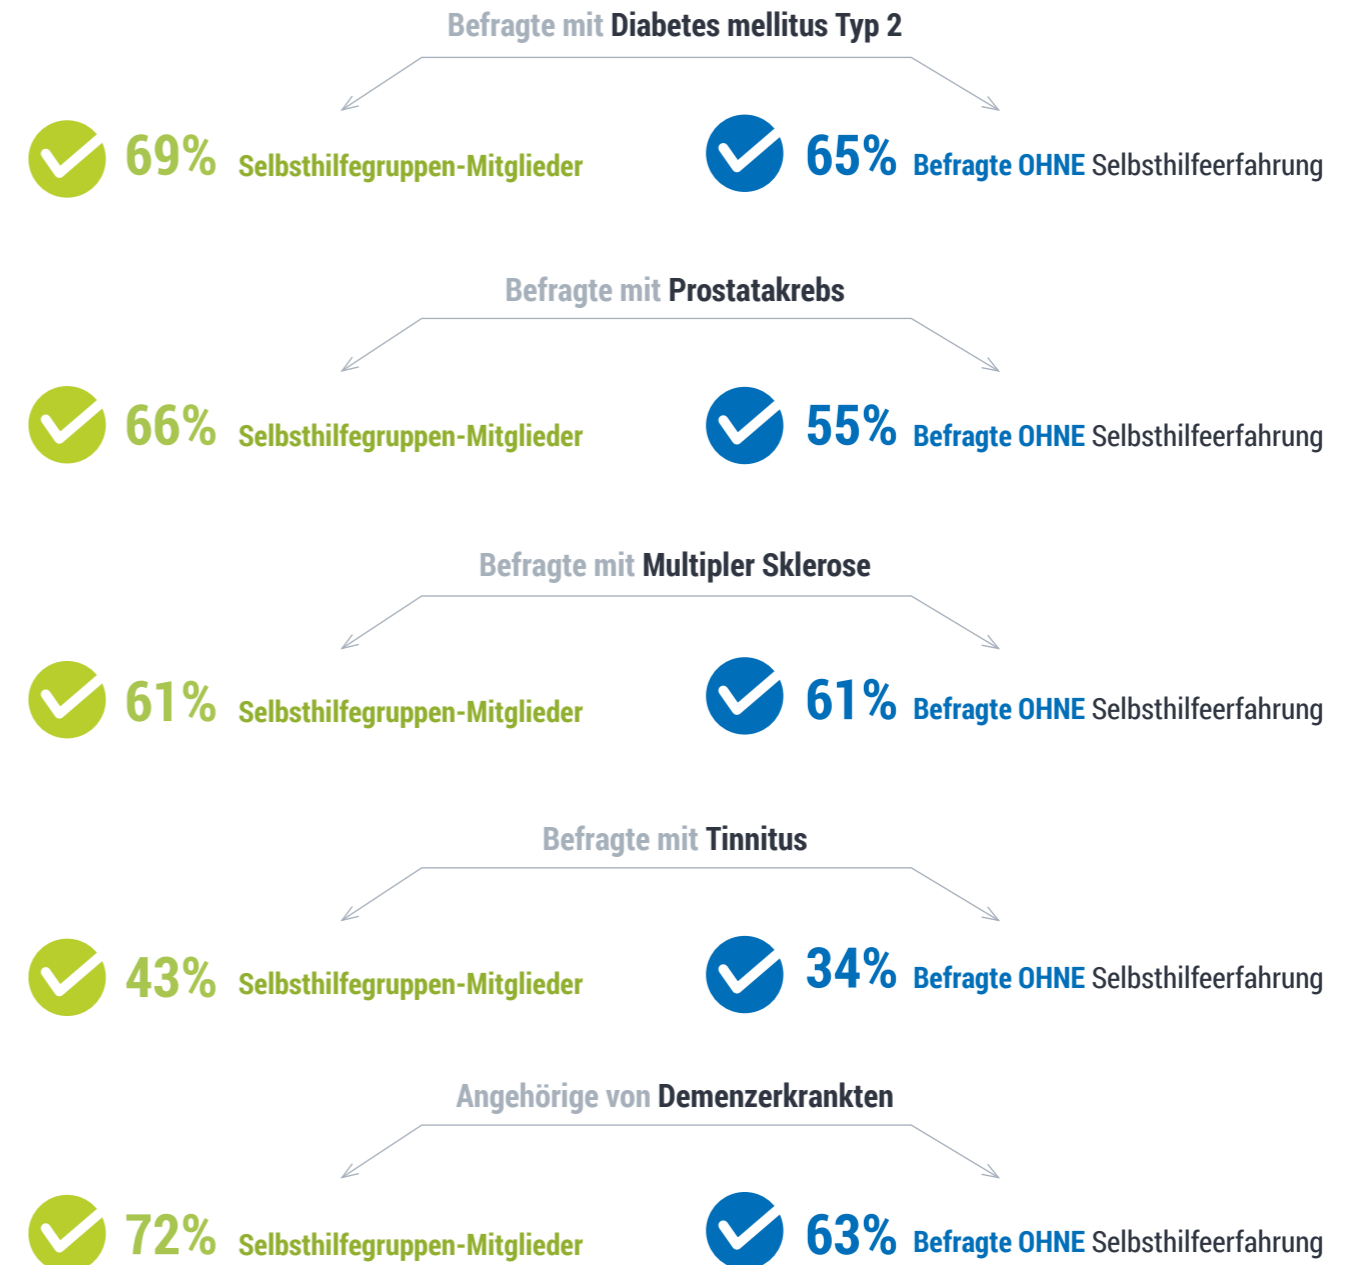 Befragte mit Diabetes mellitus Typ 2
69% Selbsthilfegruppen-Mitglieder
65% Befragte OHNE Selbsthilfeerfahrung
Befragte mit Prostatakrebs
66% Selbsthilfegruppen-Mitglieder
55% Befragte OHNE Selbsthilfeerfahrung
Befragte mit Multipler Sklerose
61% Selbsthilfegruppen-Mitglieder
61% Befragte OHNE Selbsthilfeerfahrung
Befragte mit Tinnitus
43% Selbsthilfegruppen-Mitglieder
34% Befragte OHNE Selbsthilfeerfahrung
Angehörige von Demenzerkrankten
72% Selbsthilfegruppen-Mitglieder
63% Befragte OHNE Selbsthilfeerfahrung